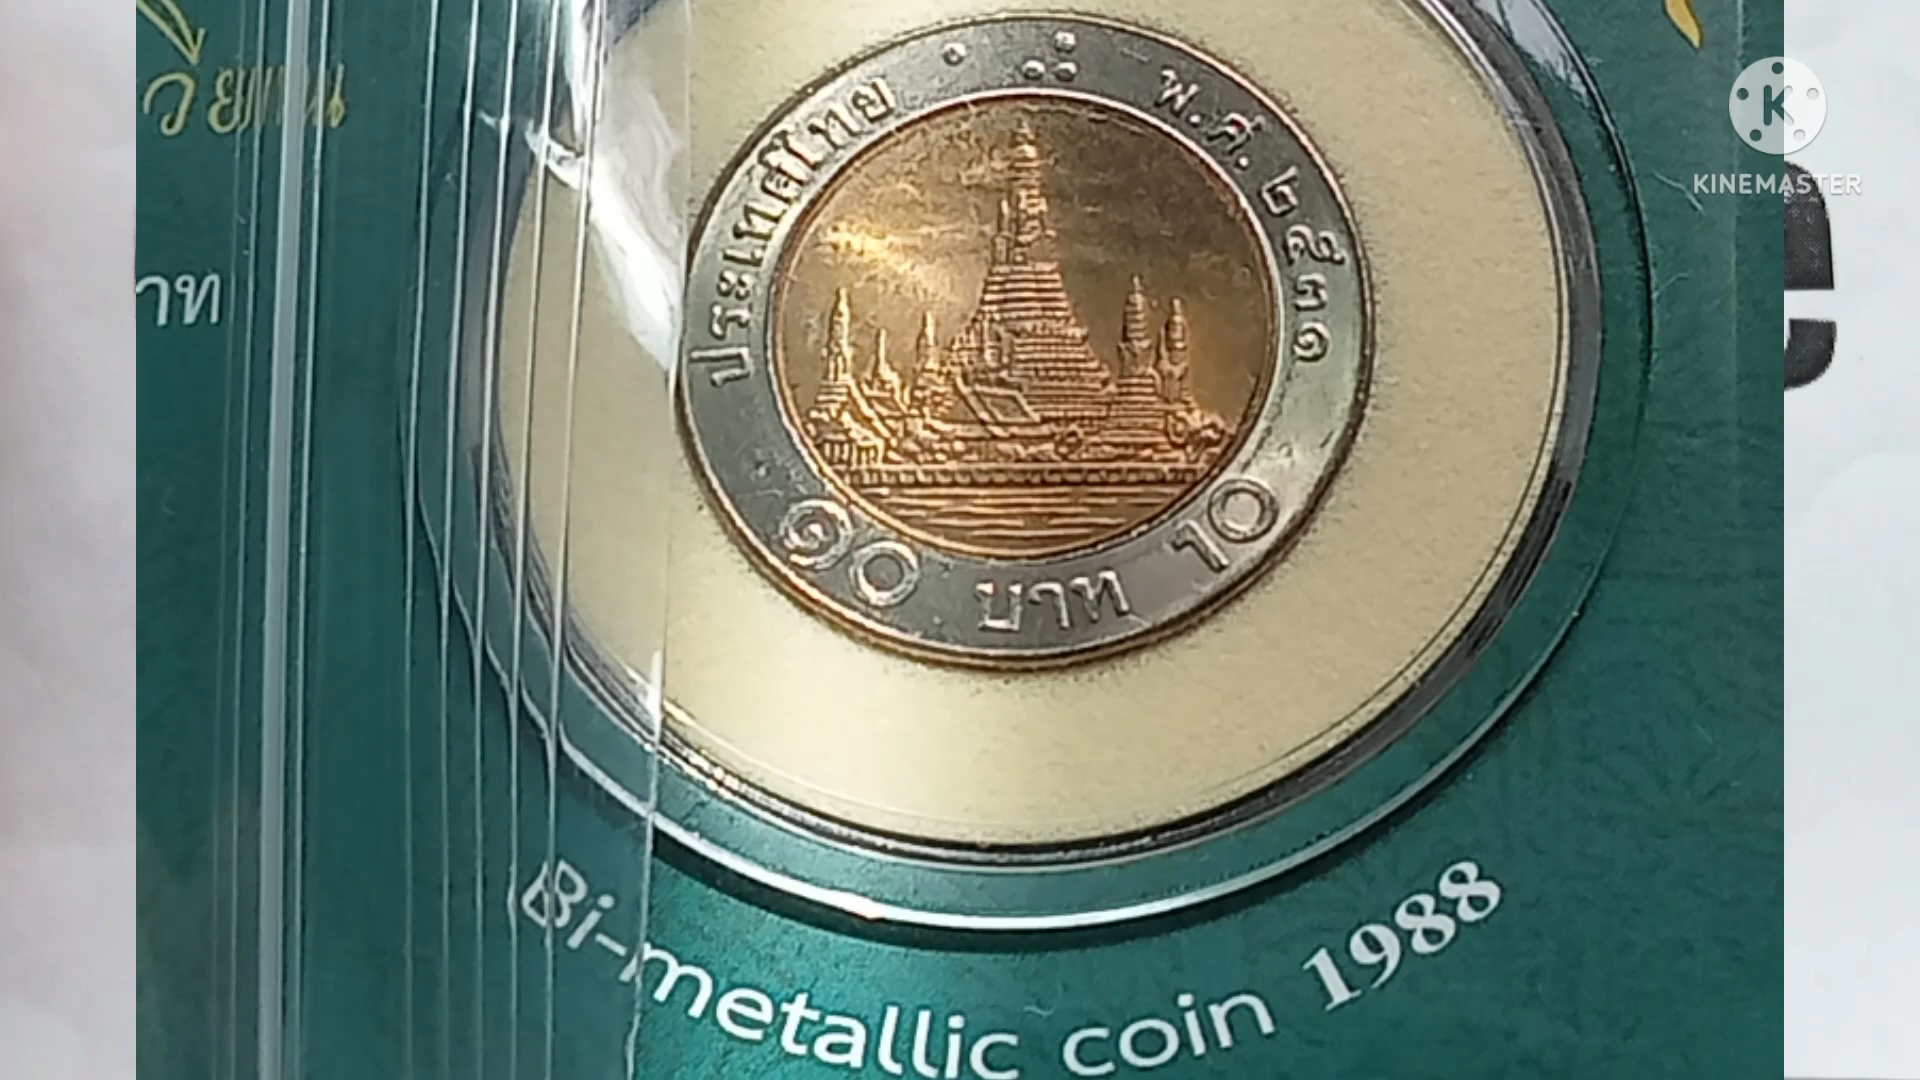 วิ
าท
ประเทศไทย
พ.ศ. ๒๕๓๑
๑๐ บาท 10
Bi-metallic coin 1988
K
KINEMASTER